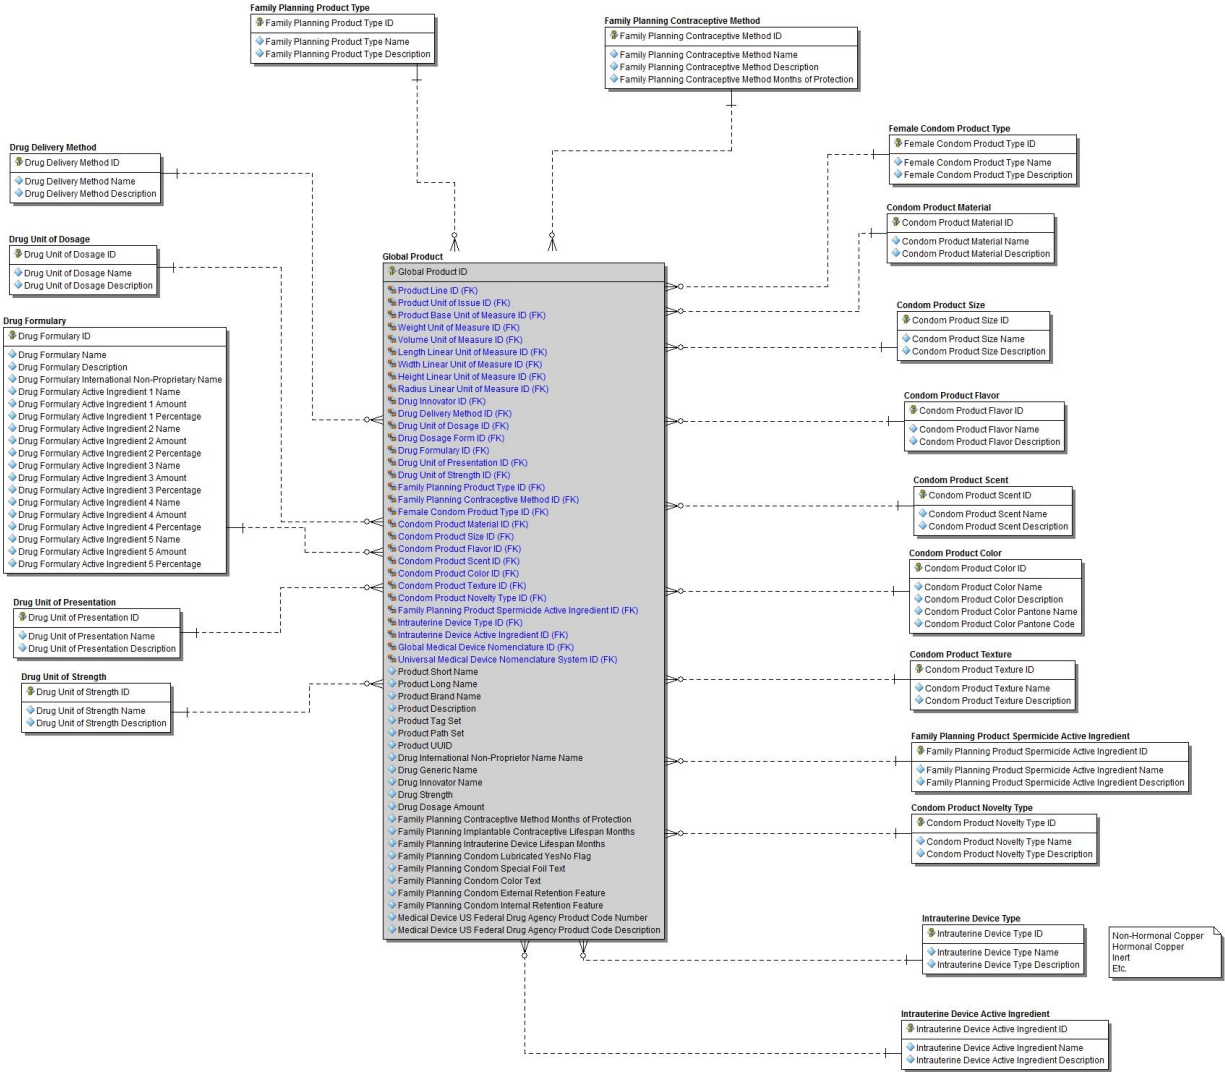 Family Planning Product Type
Family Planning Product Type ID
Family Planning Product Type Name
Family Planning Product Type Description
Family Planning Contraceptive Method
Family Planning Contraceptive Method ID
Family Planning Contraceptive Method Name
Family Planning Contraceptive Method Description
Family Planning Contraceptive Method Months of Protection
Drug Delivery Method
Drug Delivery Method ID
Drug Delivery Method Name
Drug Delivery Method Description
Drug Unit of Dosage
Drug Unit of Dosage ID
Drug Unit of Dosage Name
Drug Unit of Dosage Description
Drug Formulary
Drug Formulary ID
Drug Formulary Name
Drug Formulary Description
Drug Formulary International Non-Proprietary Name
Drug Formulary Active Ingredient 1 Name
Drug Formulary Active Ingredient 1 Amount
Drug Formulary Active Ingredient 1 Percentage
Drug Formulary Active Ingredient 2 Name
Drug Formulary Active Ingredient 2 Amount
Drug Formulary Active Ingredient 2 Percentage
Drug Formulary Active Ingredient 3 Name
Drug Formulary Active Ingredient 3 Amount
Drug Formulary Active Ingredient 3 Percentage
Drug Formulary Active Ingredient 4 Name
Drug Formulary Active Ingredient 4 Amount
Drug Formulary Active Ingredient 4 Percentage
Drug Formulary Active Ingredient 5 Name
Drug Formulary Active Ingredient 5 Amount
Drug Formulary Active Ingredient 5 Percentage
Drug Unit of Presentation
Drug Unit of Presentation ID
Drug Unit of Presentation Name
Drug Unit of Presentation Description
Drug Unit of Strength
Drug Unit of Strength ID
Drug Unit of Strength Name
Drug Unit of Strength Description
Global Product
Global Product ID
Product Line ID (FK)
Product Unit of Issue ID (FK)
Product Base Unit of Measure ID (FK)
Weight Unit of Measure ID (FK)
Volume Unit of Measure ID (FK)
Length Linear Unit of Measure ID (FK)
Width Linear Unit of Measure ID (FK)
Height Linear Unit of Measure ID (FK)
Radius Linear Unit of Measure ID (FK)
Drug Innovator ID (FK)
Drug Delivery Method ID (FK)
Drug Unit of Dosage ID (FK)
Drug Dosage Form ID (FK)
Drug Formulary ID (FK)
Drug Unit of Presentation ID (FK)
Drug Unit of Strength ID (FK)
Family Planning Product Type ID (FK)
Family Planning Contraceptive Method ID (FK)
Female Condom Product Type ID (FK)
Condom Product Material ID (FK)
Condom Product Size ID (FK)
Condom Product Flavor ID (FK)
Condom Product Scent ID (FK)
Condom Product Color ID (FK)
Condom Product Texture ID (FK)
Condom Product Novelty Type ID (FK)
Family Planning Product Spermicide Active Ingredient ID (FK)
Intrauterine Device Type ID (FK)
Intrauterine Device Active Ingredient ID (FK)
Global Medical Device Nomenclature ID (FK)
Universal Medical Device Nomenclature System ID (FK)
Product Short Name
Product Long Name
Product Brand Name
Product Description
Product Tag Set
Product Path Set
Product UUID
Drug International Non-Proprietor Name Name
Drug Generic Name
Drug Innovator Name
Drug Strength
Drug Dosage Amount
Family Planning Contraceptive Method Months of Protection
Family Planning Implantable Contraceptive Lifespan Months
Family Planning Intrauterine Device Lifespan Months
Family Planning Condom Lubricated YesNo Flag
Family Planning Condom Special Foil Text
Family Planning Condom Color Text
Family Planning Condom External Retention Feature
Family Planning Condom Internal Retention Feature
Medical Device US Federal Drug Agency Product Code Number
Medical Device US Federal Drug Agency Product Code Description
Female Condom Product Type
Female Condom Product Type ID
Female Condom Product Type Name
Female Condom Product Type Description
Condom Product Material
Condom Product Material ID
Condom Product Material Name
Condom Product Material Description
Condom Product Size
Condom Product Size ID
Condom Product Size Name
Condom Product Size Description
Condom Product Flavor
Condom Product Flavor ID
Condom Product Flavor Name
Condom Product Flavor Description
Condom Product Scent
Condom Product Scent ID
Condom Product Scent Name
Condom Product Scent Description
Condom Product Color
Condom Product Color ID
Condom Product Color Name
Condom Product Color Description
Condom Product Color Pantone Name
Condom Product Color Pantone Code
Condom Product Texture
Condom Product Texture ID
Condom Product Texture Name
Condom Product Texture Description
Family Planning Product Spermicide Active Ingredient
Family Planning Product Spermicide Active Ingredient ID
Family Planning Product Spermicide Active Ingredient Name
Family Planning Product Spermicide Active Ingredient Description
Condom Product Novelty Type
Condom Product Novelty Type ID
Condom Product Novelty Type Name
Condom Product Novelty Type Description
Intrauterine Device Type
Intrauterine Device Type ID
Intrauterine Device Type Name
Intrauterine Device Type Description
Non-Hormonal Copper
Hormonal Copper
Inert
Etc.
Intrauterine Device Active Ingredient
Intrauterine Device Active Ingredient ID
Intrauterine Device Active Ingredient Name
Intrauterine Device Active Ingredient Description